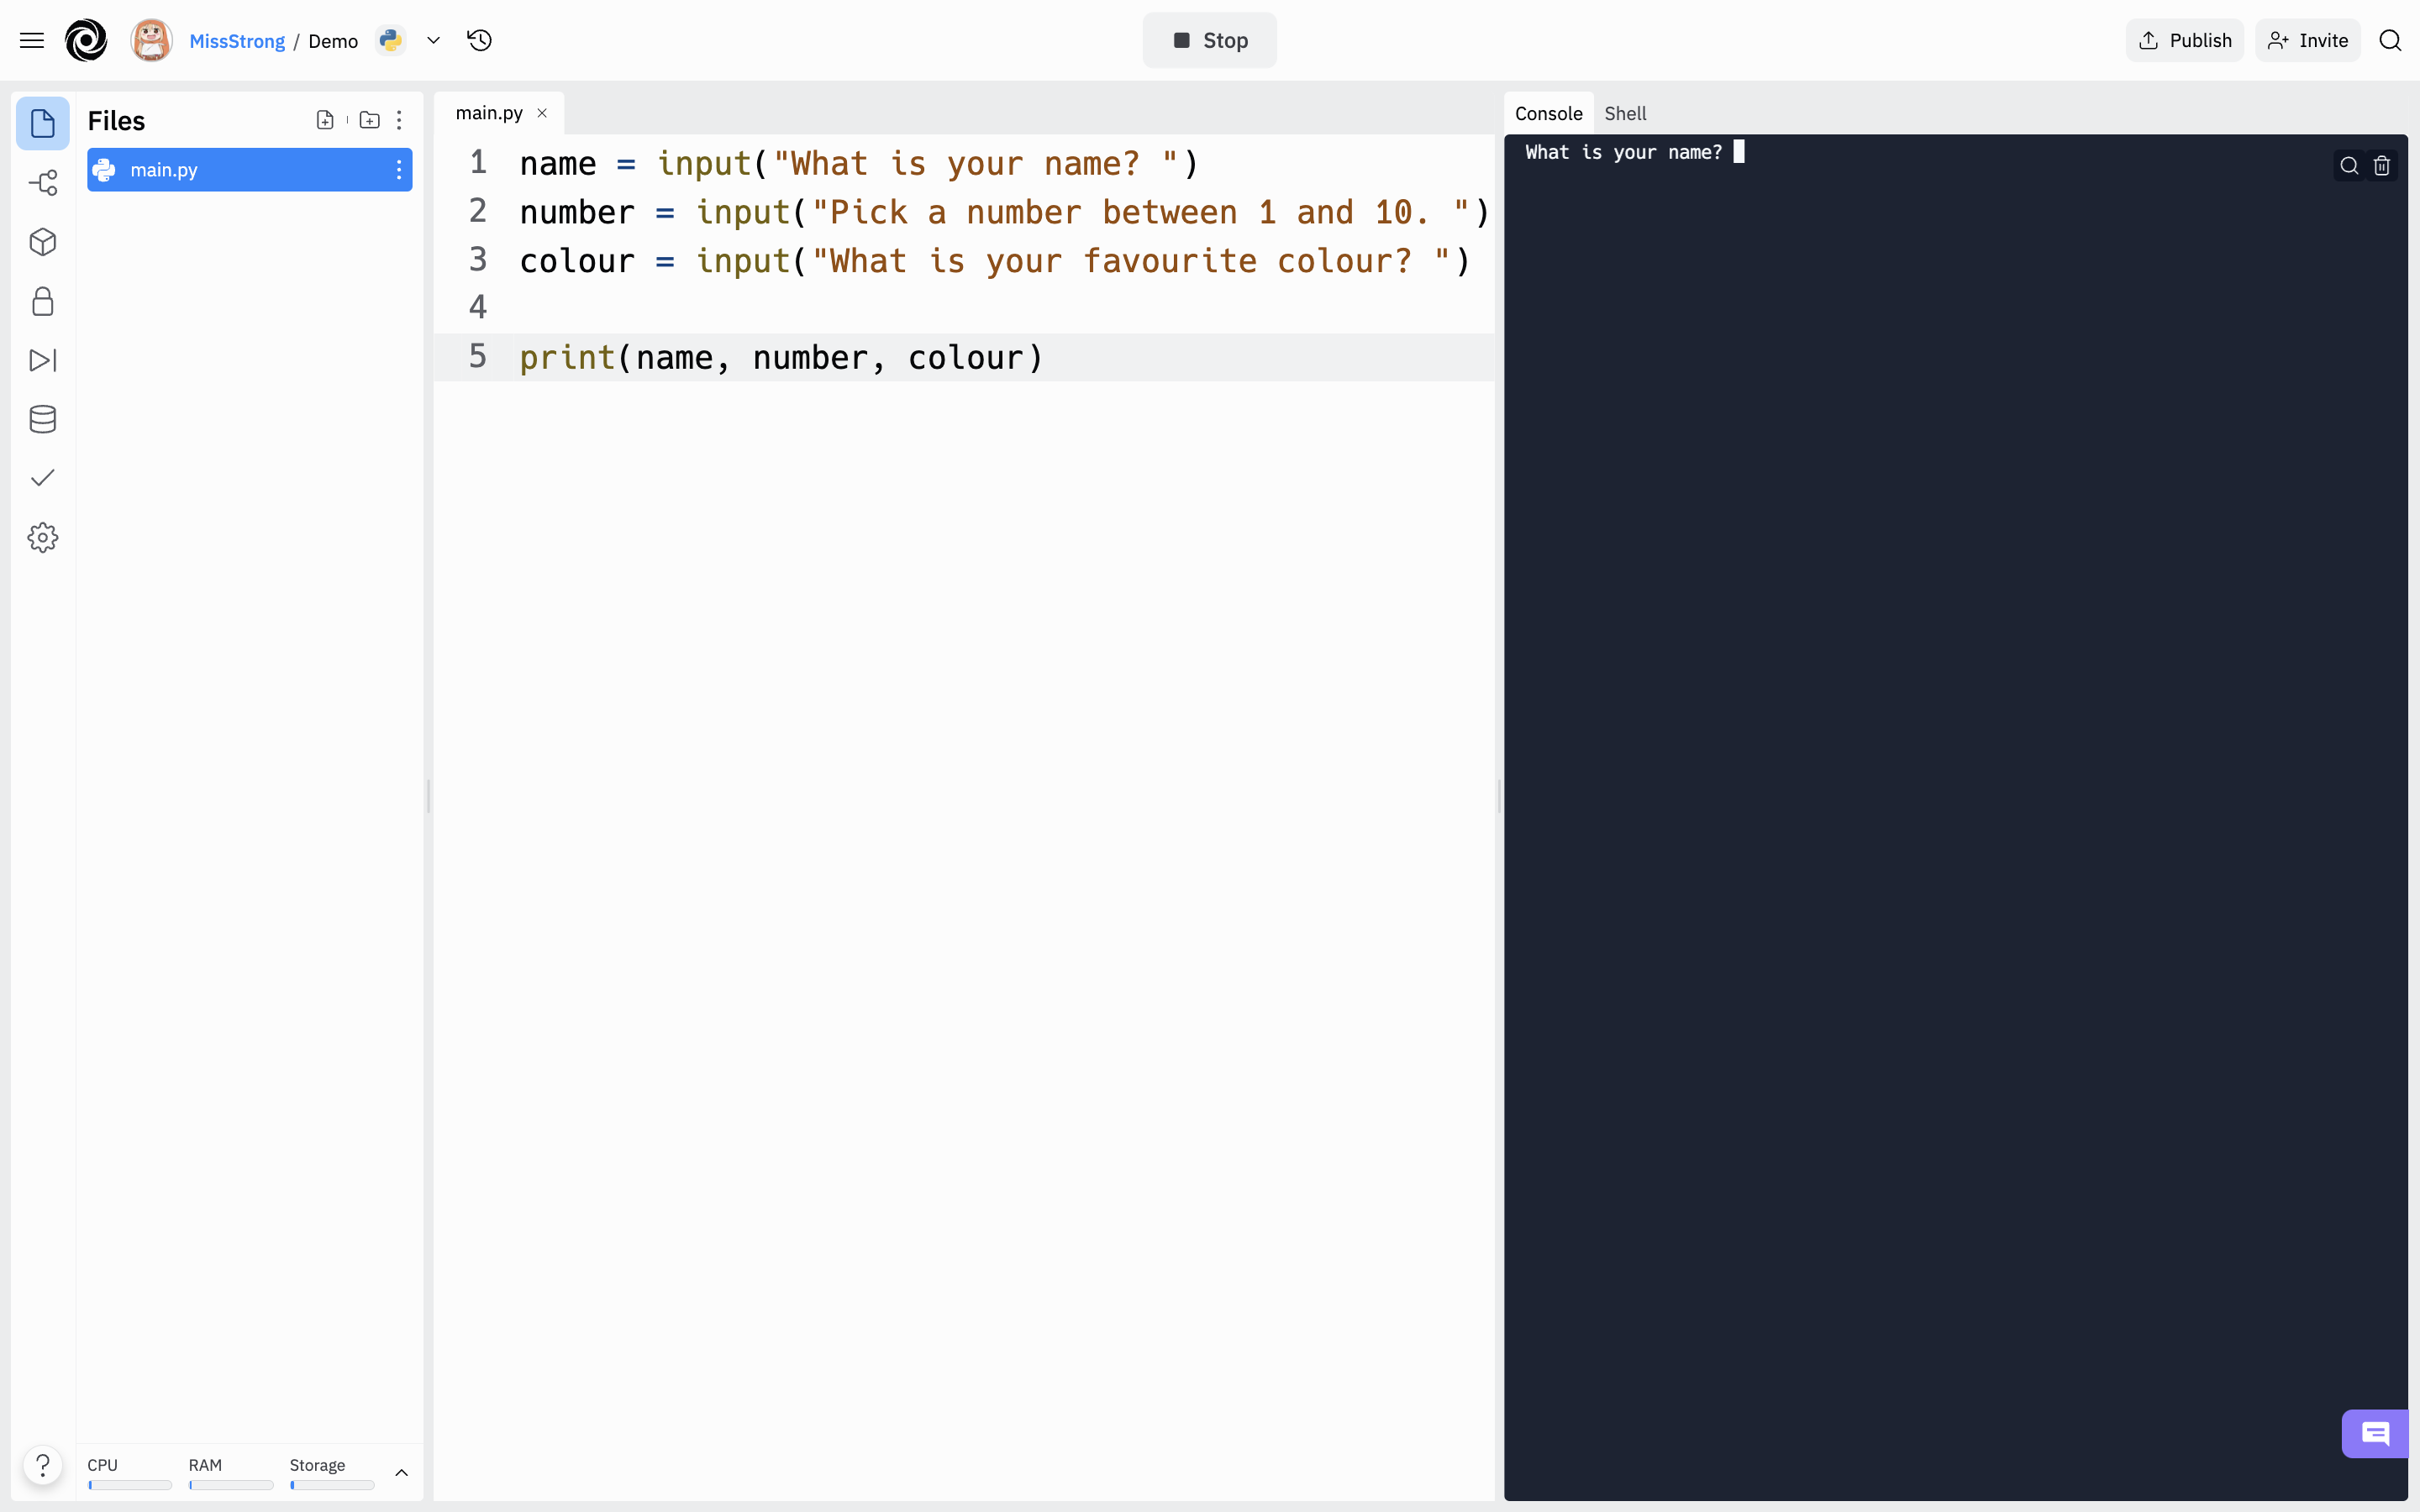 MissStrong / Demo
Stop
Publish
Invite
Files
main.py
CPU
RAM
Storage
?
main.py
1 name = input("What is your name? ")
2 number = input("Pick a number between 1 and 10. ")
3 colour = input("What is your favourite colour? ")
4
5 print(name, number, colour)
Console
Shell
What is your name?